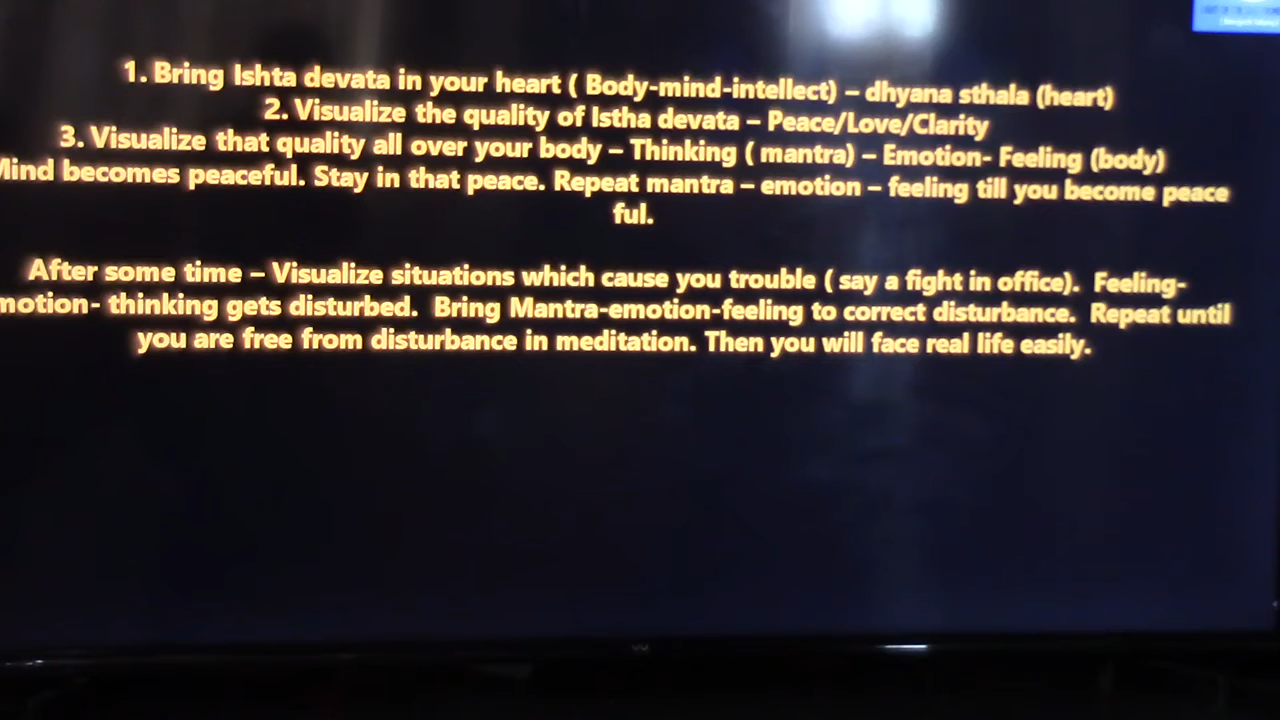 1. Bring Ishta devata in your heart ( Body-mind-intellect) – dhyana sthala (heart)
2. Visualize the quality of Istha devata – Peace/Love/Clarity
3. Visualize that quality all over your body – Thinking ( mantra) – Emotion- Feeling (body)
Mind becomes peaceful. Stay in that peace. Repeat mantra – emotion – feeling till you become peace
ful.
After some time – Visualize situations which cause you trouble ( say a fight in office). Feeling-
motion- thinking gets disturbed. Bring Mantra-emotion-feeling to correct disturbance. Repeat until
you are free from disturbance in meditation. Then you will face real life easily.